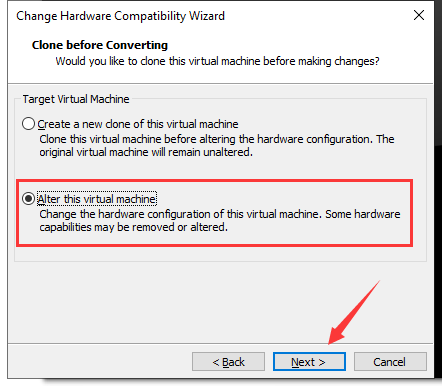 Change Hardware Compatibility Wizard
Clone before Converting
Would you like to clone this virtual machine before making changes?
Target Virtual Machine
Create a new clone of this virtual machine
Clone this virtual machine before altering the hardware configuration. The
original virtual machine will remain unaltered.
Alter this virtual machine
Change the hardware configuration of this virtual machine. Some hardware
capabilities may be removed or altered.
< Back Next > Cancel